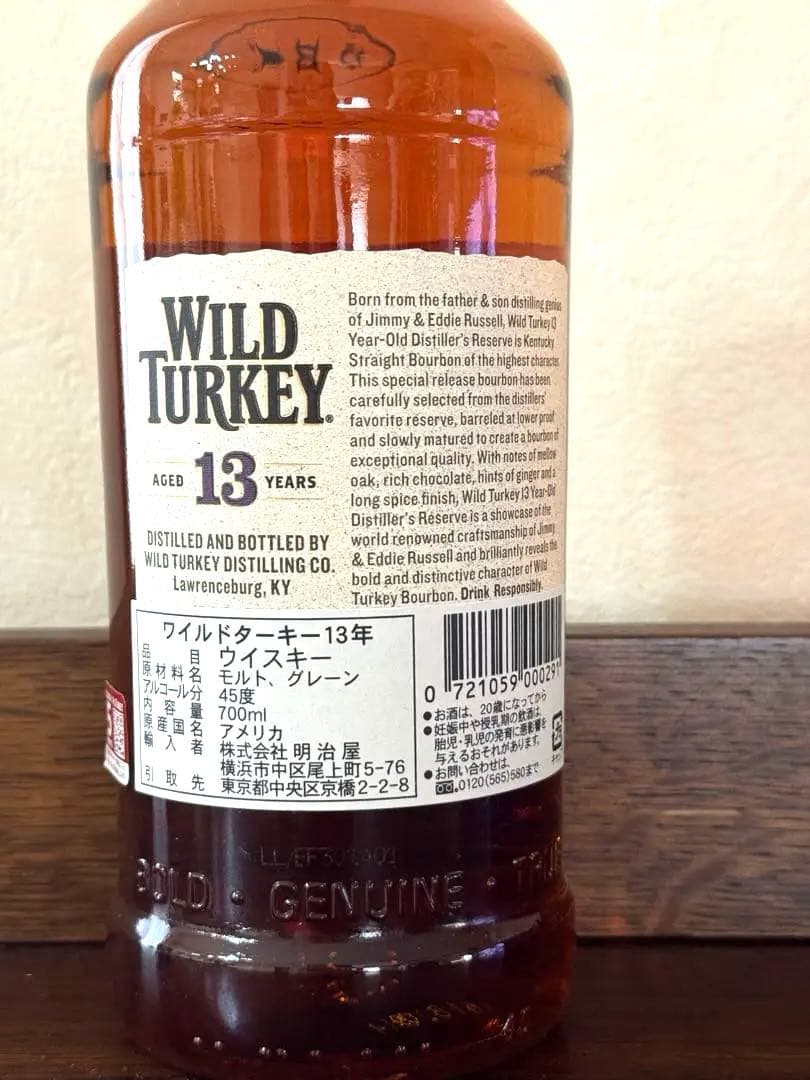 WILD
TURKEY®
AGED 13 YEARS
DISTILLED AND BOTTLED BY
WILD TURKEY DISTILLING CO.
Lawrenceburg, KY
Born from the father & son distilling genius
of Jimmy & Eddie Russell, Wild Turkey 13
Year-Old Distiller's Reserve is Kentucky
Straight Bourbon of the highest character.
This special release bourbon has been
carefully selected from the distillers'
favorite reserve, barreled at lower proof
and slowly matured to create a bourbon of
exceptional quality. With notes of mellow
oak, rich chocolate, hints of ginger and a
long spice finish, Wild Turkey 13 Year-Old
Distiller's Reserve is a showcase of the
world renowned craftsmanship of Jimmy
& Eddie Russell and brilliantly reveals the
bold and distinctive character of Wild
Turkey Bourbon. Drink Responsibly.
ワイルドターキー13年
品目 ウイスキー
原材料名 モルト、グレーン
アルコール分 45度
内容量 700ml
原産国名 アメリカ
輸入者 株式会社 明治屋
横浜市中区尾上町5-76
引取先 東京都中央区京橋2-2-8
0 721059 000291
●お酒は、20歳になってから
●妊娠中や授乳期の飲酒は、
胎児・乳児の発育に悪影響を
与えるおそれがあります。
●お問い合わせは、
0120(565)580まで
BOLD · GENUINE · TRUE